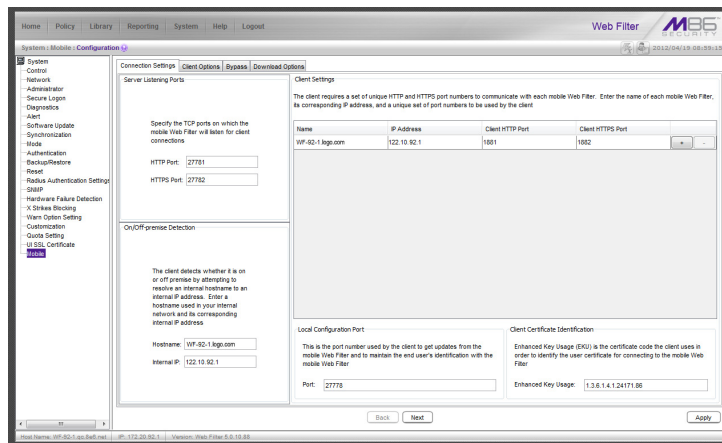 Home Policy Library Reporting System Help Logout
Web Filter
M86
SECURITY
System : Mobile : Configuration
2012/04/19 08:59:15
System
Control
Network
Administrator
Secure Logon
Diagnostics
Alert
Software Update
Synchronization
Mode
Authentication
Backup/Restore
Reset
Radius Authentication Settings
SNMP
Hardware Failure Detection
X Strikes Blocking
Warn Option Setting
Customization
Quota Setting
UI SSL Certificate
Mobile
Connection Settings Client Options Bypass Download Options
Server Listening Ports
Specify the TCP ports on which the
mobile Web Filter will listen for client
connections
HTTP Port: 27781
HTTPS Port: 27782
On/Off-premise Detection
The client detects whether it is on
or off premise by attempting to
resolve an internal hostname to an
internal IP address. Enter a
hostname used in your internal
network and its corresponding
internal IP address
Hostname: WF-92-1.logo.com
Internal IP: 122.10.92.1
Client Settings
The client requires a set of unique HTTP and HTTPS port numbers to communicate with each mobile Web Filter. Enter the name of each mobile Web Filter,
its corresponding IP address, and a unique set of port numbers to be used by the client
Name IP Address Client HTTP Port Client HTTPS Port
WF-92-1.logo.com 122.10.92.1 1881 1882 + -
Local Configuration Port
This is the port number used by the client to get updates from the
mobile Web Filter and to maintain the end user's identification with the
mobile Web Filter
Port: 27778
Client Certificate Identification
Enhanced Key Usage (EKU) is the certificate code the client uses in
order to identify the user certificate for connecting to the mobile Web
Filter
Enhanced Key Usage: 1.3.6.1.4.1.24171.86
Back Next Apply
Host Name: WF-92-1.qc.8e6.net IP: 172.20.92.1 Version: Web Filter 5.0.19.88